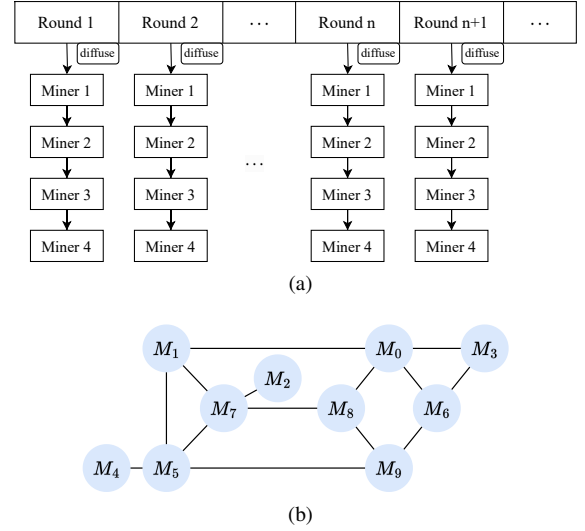 Round 1 Round 2 ⋯ Round n Round n+1 ⋯
diffuse diffuse diffuse diffuse
Miner 1 Miner 1 Miner 1 Miner 1
Miner 2 Miner 2 Miner 2 Miner 2
⋯
Miner 3 Miner 3 Miner 3 Miner 3
Miner 4 Miner 4 Miner 4 Miner 4
(a)
M₁ M₀ M₃
M₂
M₇ M₈ M₆
M₄ M₅ M₉
(b)